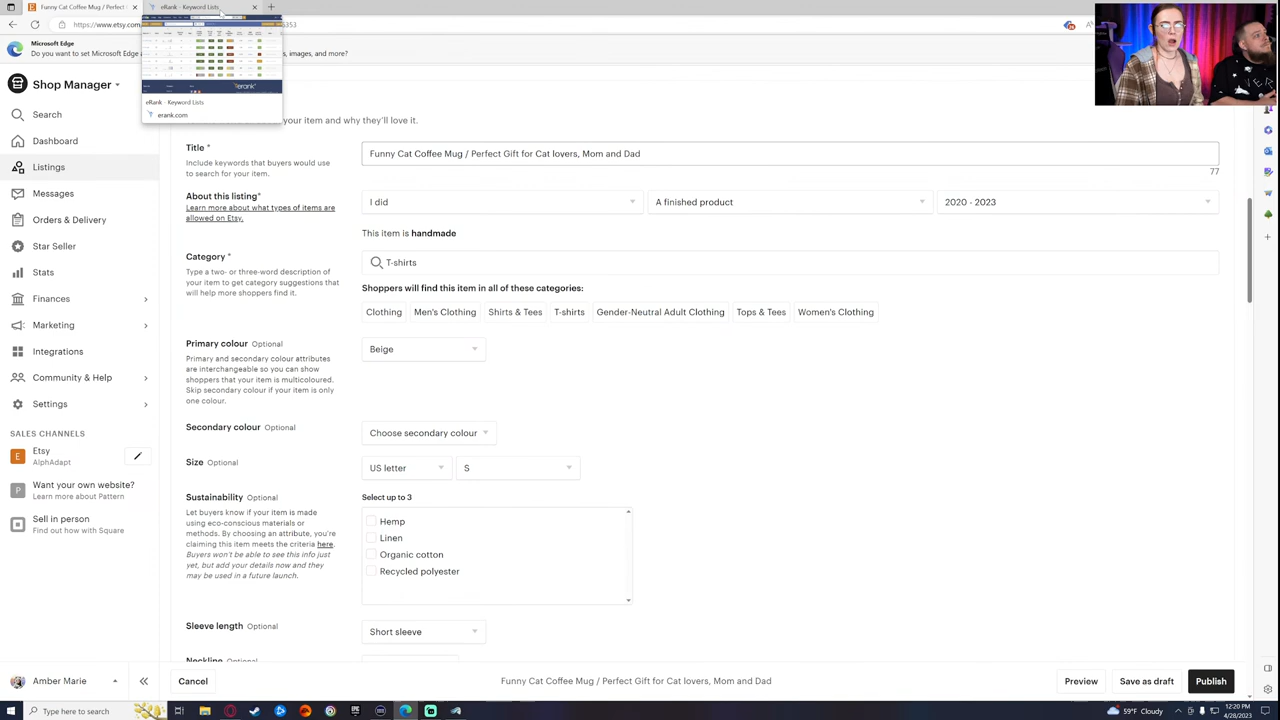 Funny Cat Coffee Mug / Perfect
eRank - Keyword Lists
https://www.etsy.com
2353
Microsoft Edge
Do you want to set Microsoft Edge
s, images, and more?
eRank - Keyword Lists
erank.com
Shop Manager
your item and why they'll love it.
Search
Dashboard
Listings
Messages
Orders & Delivery
Star Seller
Stats
Finances
Marketing
Integrations
Community & Help
Settings
SALES CHANNELS
Etsy
AlphAdapt
Want your own website?
Learn more about Pattern
Sell in person
Find out how with Square
Amber Marie
Title *
Include keywords that buyers would use
to search for your item.
Funny Cat Coffee Mug / Perfect Gift for Cat lovers, Mom and Dad
77
About this listing*
Learn more about what types of items are
allowed on Etsy.
I did
A finished product
2020 - 2023
This item is handmade
Category *
Type a two- or three-word description of
your item to get category suggestions that
will help more shoppers find it.
T-shirts
Shoppers will find this item in all of these categories:
Clothing
Men's Clothing
Shirts & Tees
T-shirts
Gender-Neutral Adult Clothing
Tops & Tees
Women's Clothing
Primary colour Optional
Primary and secondary colour attributes
are interchangeable so you can show
shoppers that your item is multicoloured.
Skip secondary colour if your item is only
one colour.
Beige
Secondary colour Optional
Choose secondary colour
Size Optional
US letter
S
Sustainability Optional
Let buyers know if your item is made
using eco-conscious materials or
methods. By choosing an attribute, you're
claiming this item meets the criteria here.
Buyers won't be able to see this info just
yet, but add your details now and they
may be used in a future launch.
Select up to 3
Hemp
Linen
Organic cotton
Recycled polyester
Sleeve length Optional
Short sleeve
Neckline Optional
Cancel
Funny Cat Coffee Mug / Perfect Gift for Cat lovers, Mom and Dad
Preview
Save as draft
Publish
Type here to search
59°F Cloudy
12:20 PM
4/28/2023